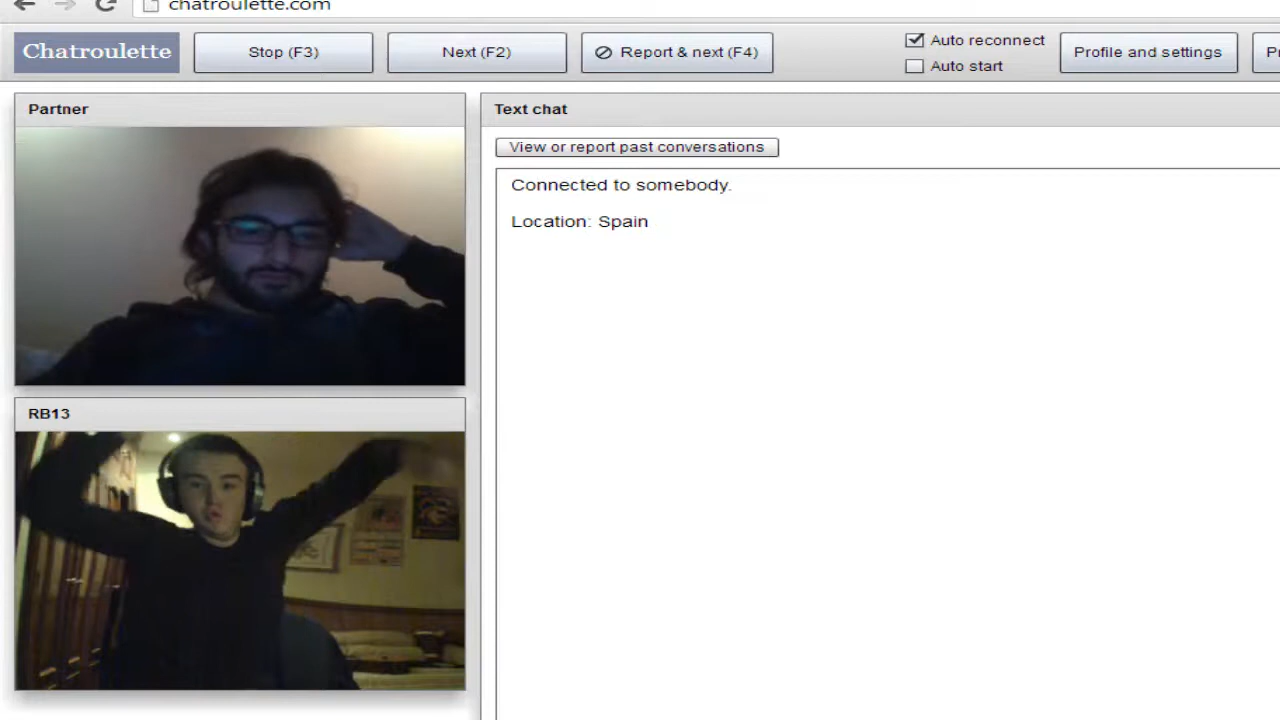 chatroulette.com
Chatroulette
Stop (F3)
Next (F2)
Report & next (F4)
Auto reconnect
Auto start
Profile and settings
Partner
Text chat
View or report past conversations
Connected to somebody.
Location: Spain
RB13